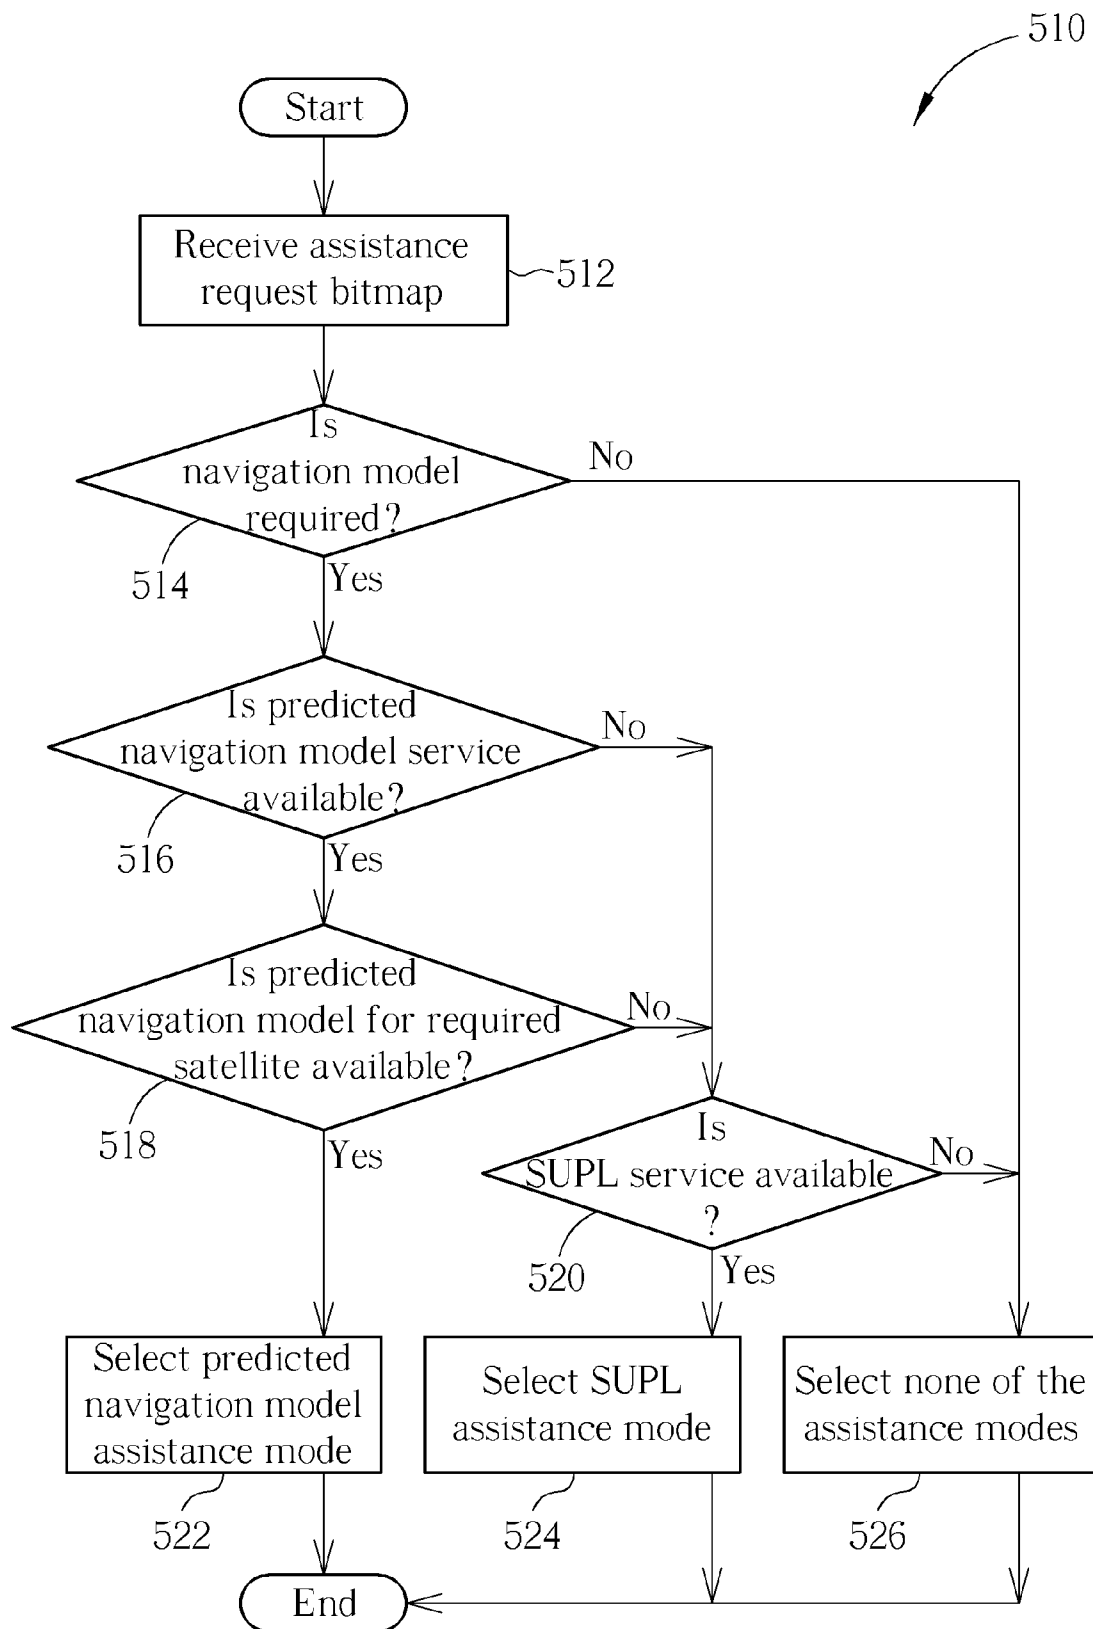 510
Start
Receive assistance
request bitmap
512
Is
navigation model
required?
No
514
Yes
Is predicted
navigation model service
available?
No
516
Yes
Is predicted
navigation model for required
satellite available?
No
518
Yes
Is
SUPL service available
?
No
520
Yes
Select predicted
navigation model
assistance mode
Select SUPL
assistance mode
Select none of the
assistance modes
522
524
526
End